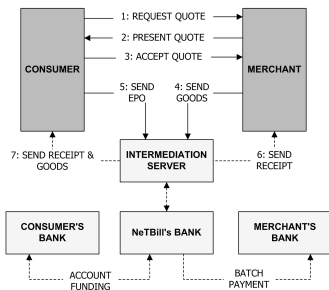 1: REQUEST QUOTE
2: PRESENT QUOTE
3: ACCEPT QUOTE
CONSUMER
MERCHANT
5: SEND
EPO
4: SEND
GOODS
7: SEND RECEIPT &
GOODS
INTERMEDIATION
SERVER
6: SEND
RECEIPT
CONSUMER'S
BANK
NeTBill's BANK
MERCHANT'S
BANK
ACCOUNT
FUNDING
BATCH
PAYMENT